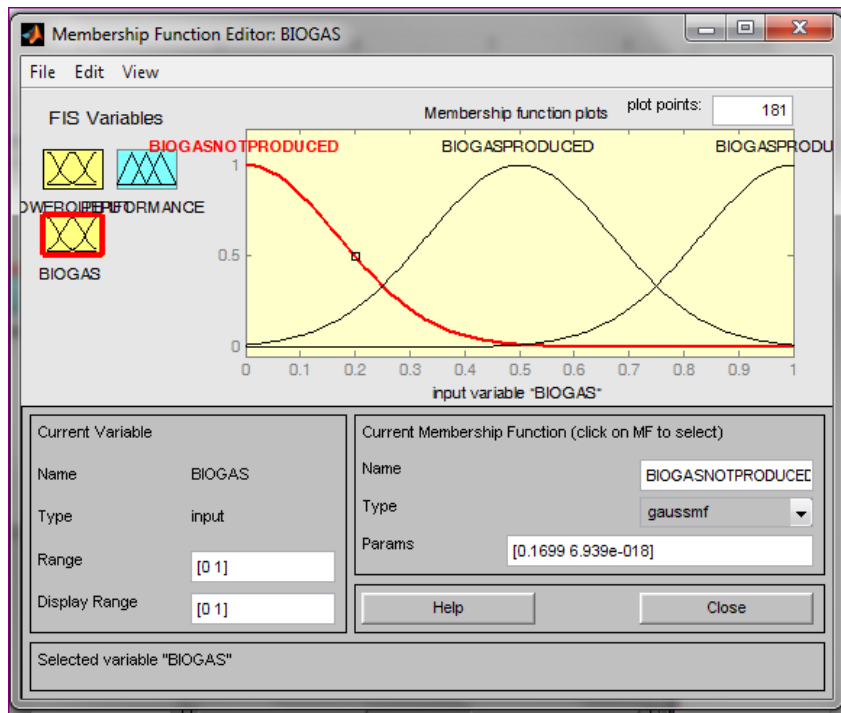 Membership Function Editor: BIOGAS
File Edit View
FIS Variables
Membership function plots plot points: 181
BIOGASNOTPRODUCED BIOGASPRODUCED BIOGASPRODU
PERFORMANCE
BIOGAS
1
0.5
0
0 0.1 0.2 0.3 0.4 0.5 0.6 0.7 0.8 0.9 1
input variable "BIOGAS"
Current Variable
Name BIOGAS
Type input
Range [0 1]
Display Range [0 1]
Current Membership Function (click on MF to select)
Name BIOGASNOTPRODUCED
Type gaussmf
Params [0.1699 6.939e-018]
Help Close
Selected variable "BIOGAS"